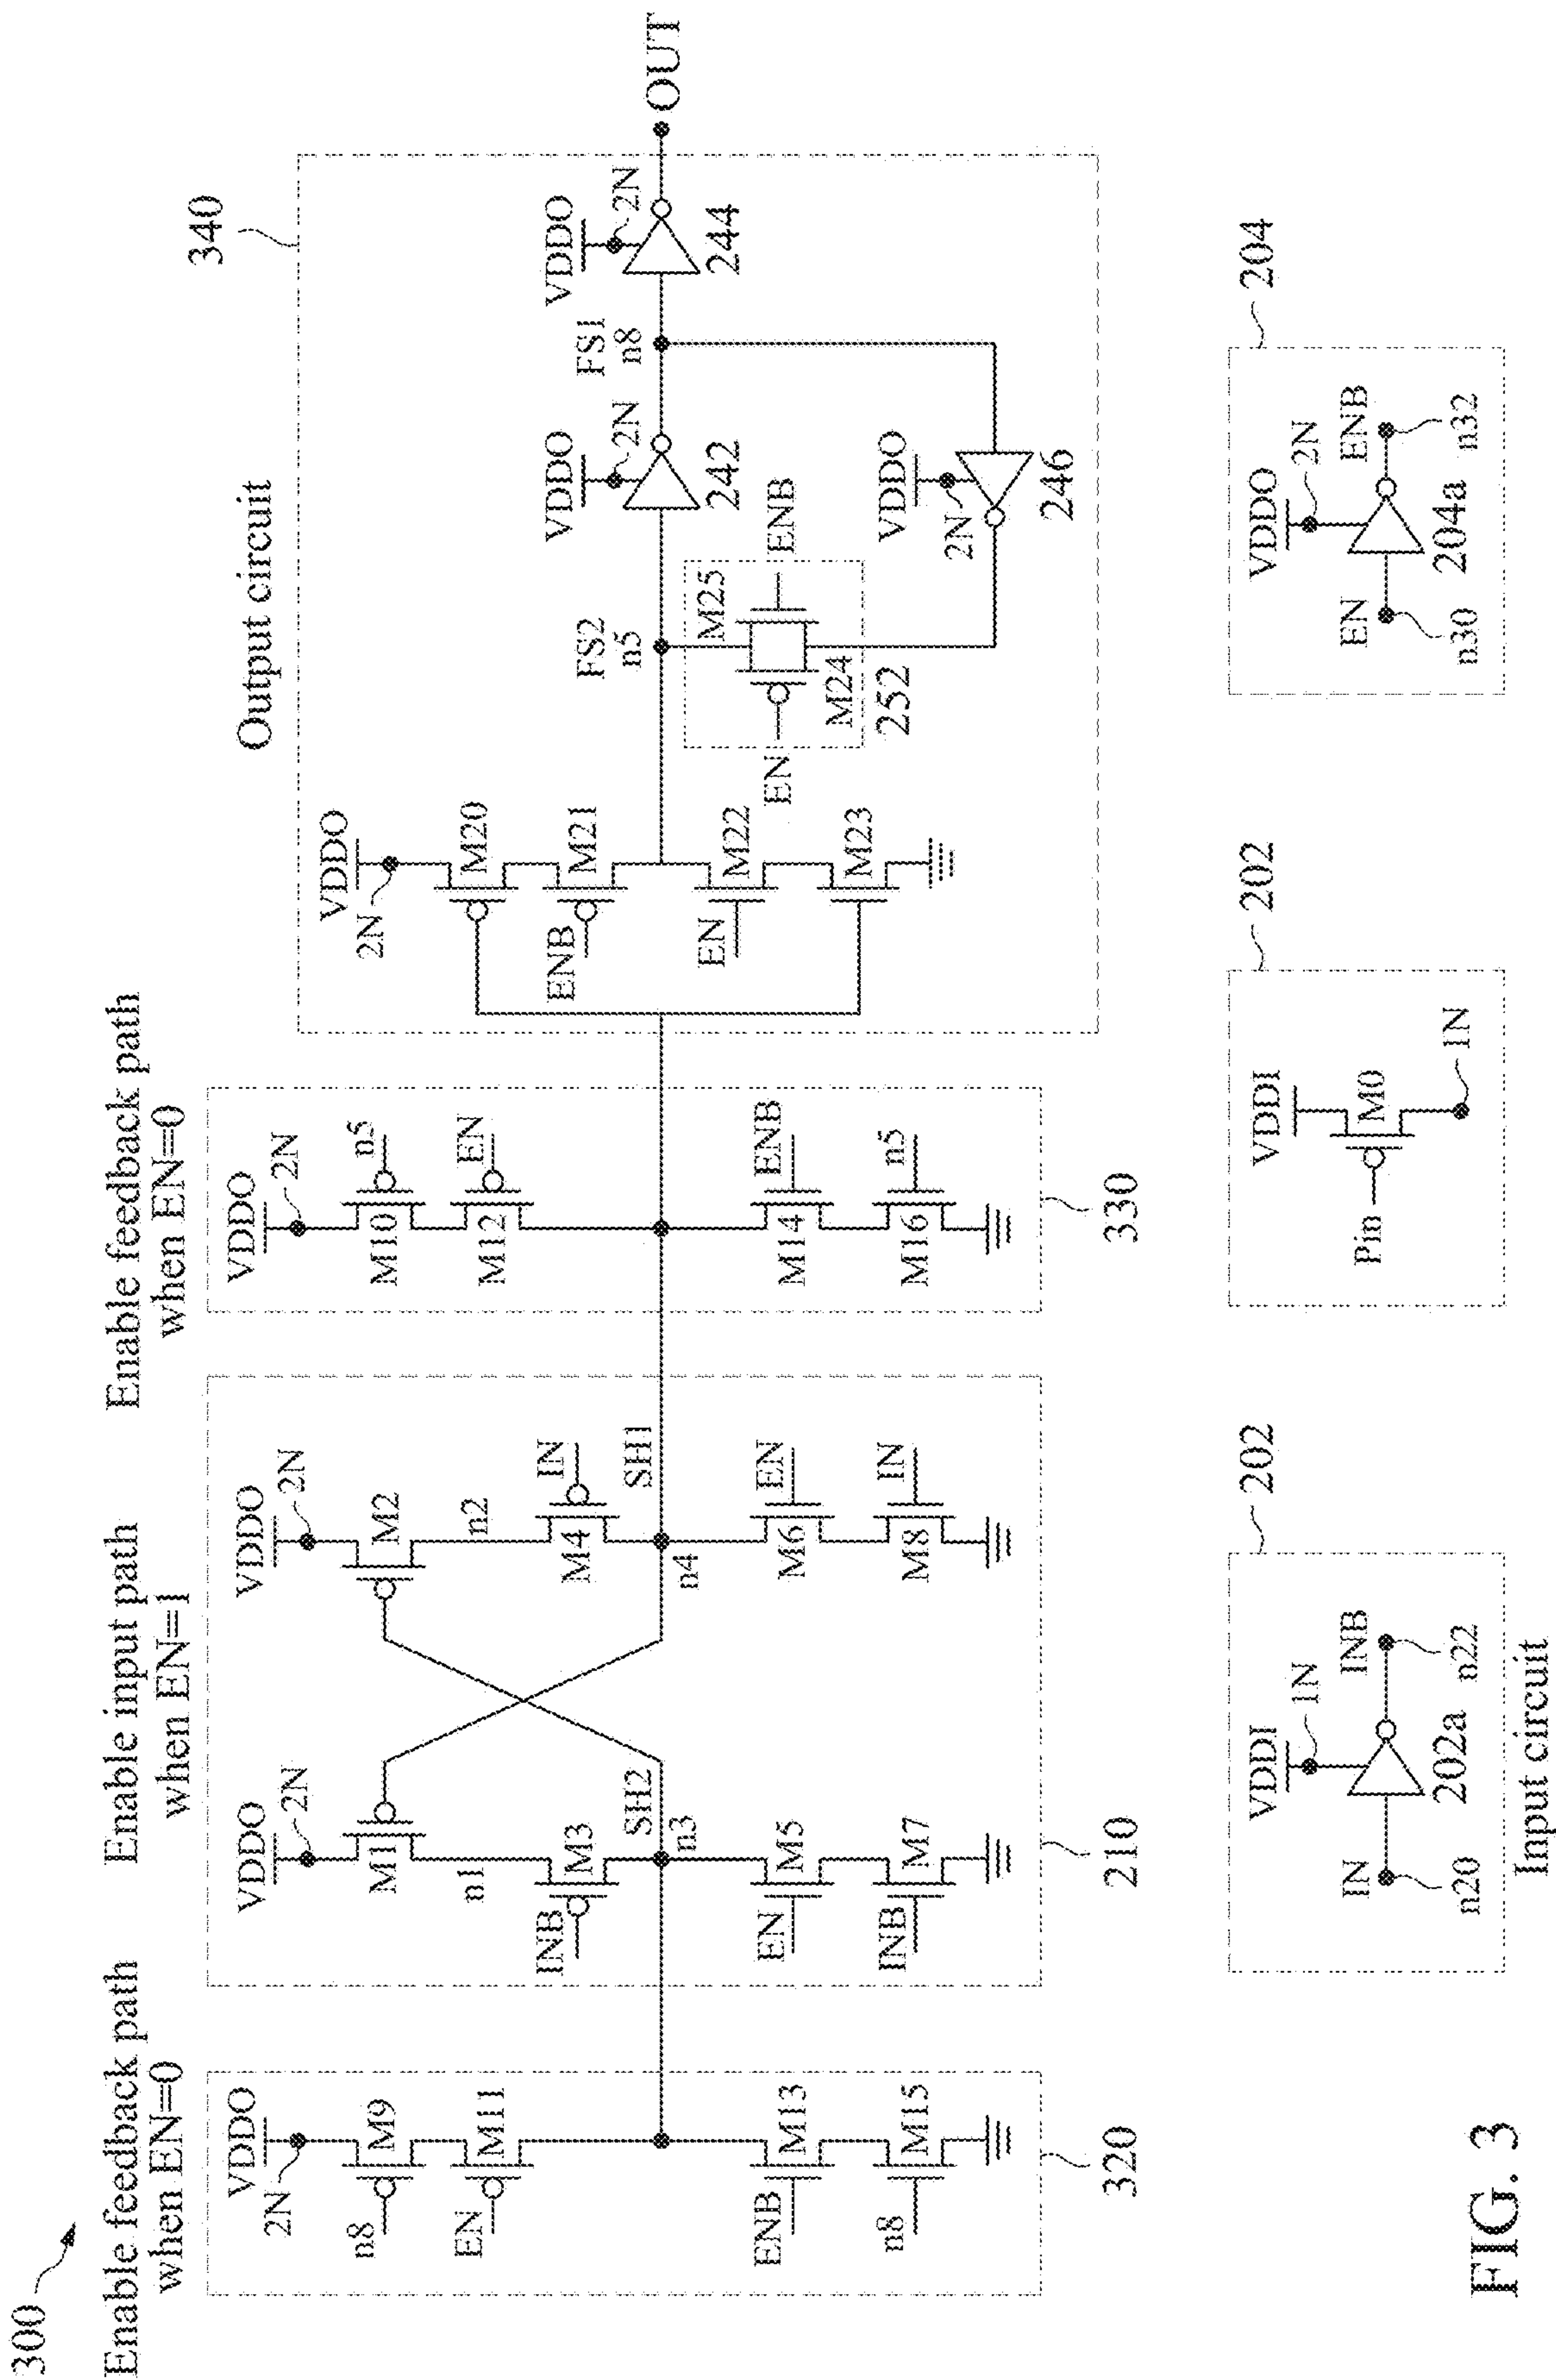 300
Enable feedback path
when EN=0
Enable input path
when EN=1
Enable feedback path
when EN=0
Output circuit
340
VDDO
2N
n8
M9
EN
M11
ENB
M13
n8
M15
320
VDDO
2N
M1
n1
INB
M3
SH2
n3
EN
M5
INB
M7
VDDO
2N
M2
n2
IN
M4
SH1
n4
EN
M6
IN
M8
210
VDDO
2N
n5
M10
EN
M12
ENB
M14
n5
M16
330
VDDO
2N
M20
ENB
M21
EN
M22
M23
FS2
n5
M25
ENB
EN
M24
252
VDDO
2N
242
FS1
n8
VDDO
2N
244
OUT
VDDO
2N
246
202
VDDI
1N
IN
INB
n20
202a
n22
Input circuit
202
VDDI
Pin
M0
1N
204
VDDO
2N
EN
ENB
n30
204a
n32
FIG. 3